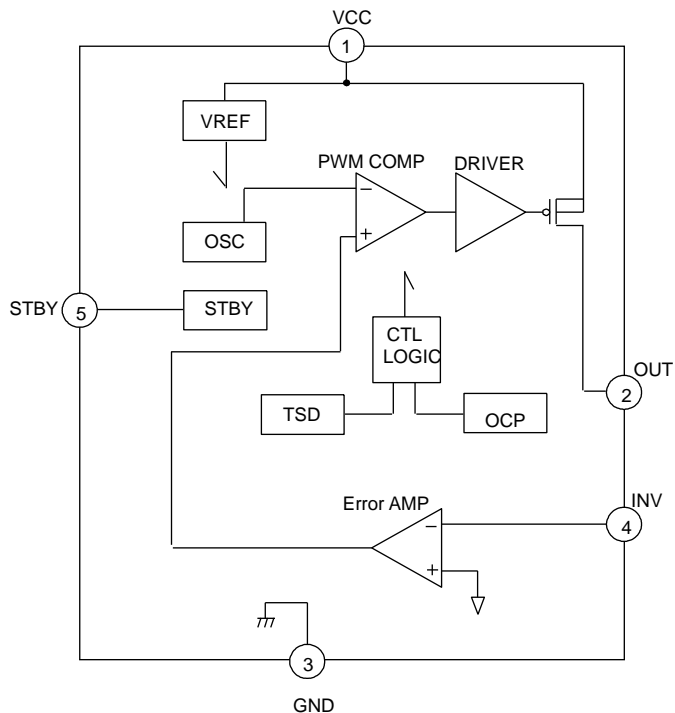 VCC
1
VREF
PWM COMP
DRIVER
−
+
OSC
STBY
5
STBY
CTL
LOGIC
OUT
2
TSD
OCP
Error AMP
INV
−
4
+
3
GND